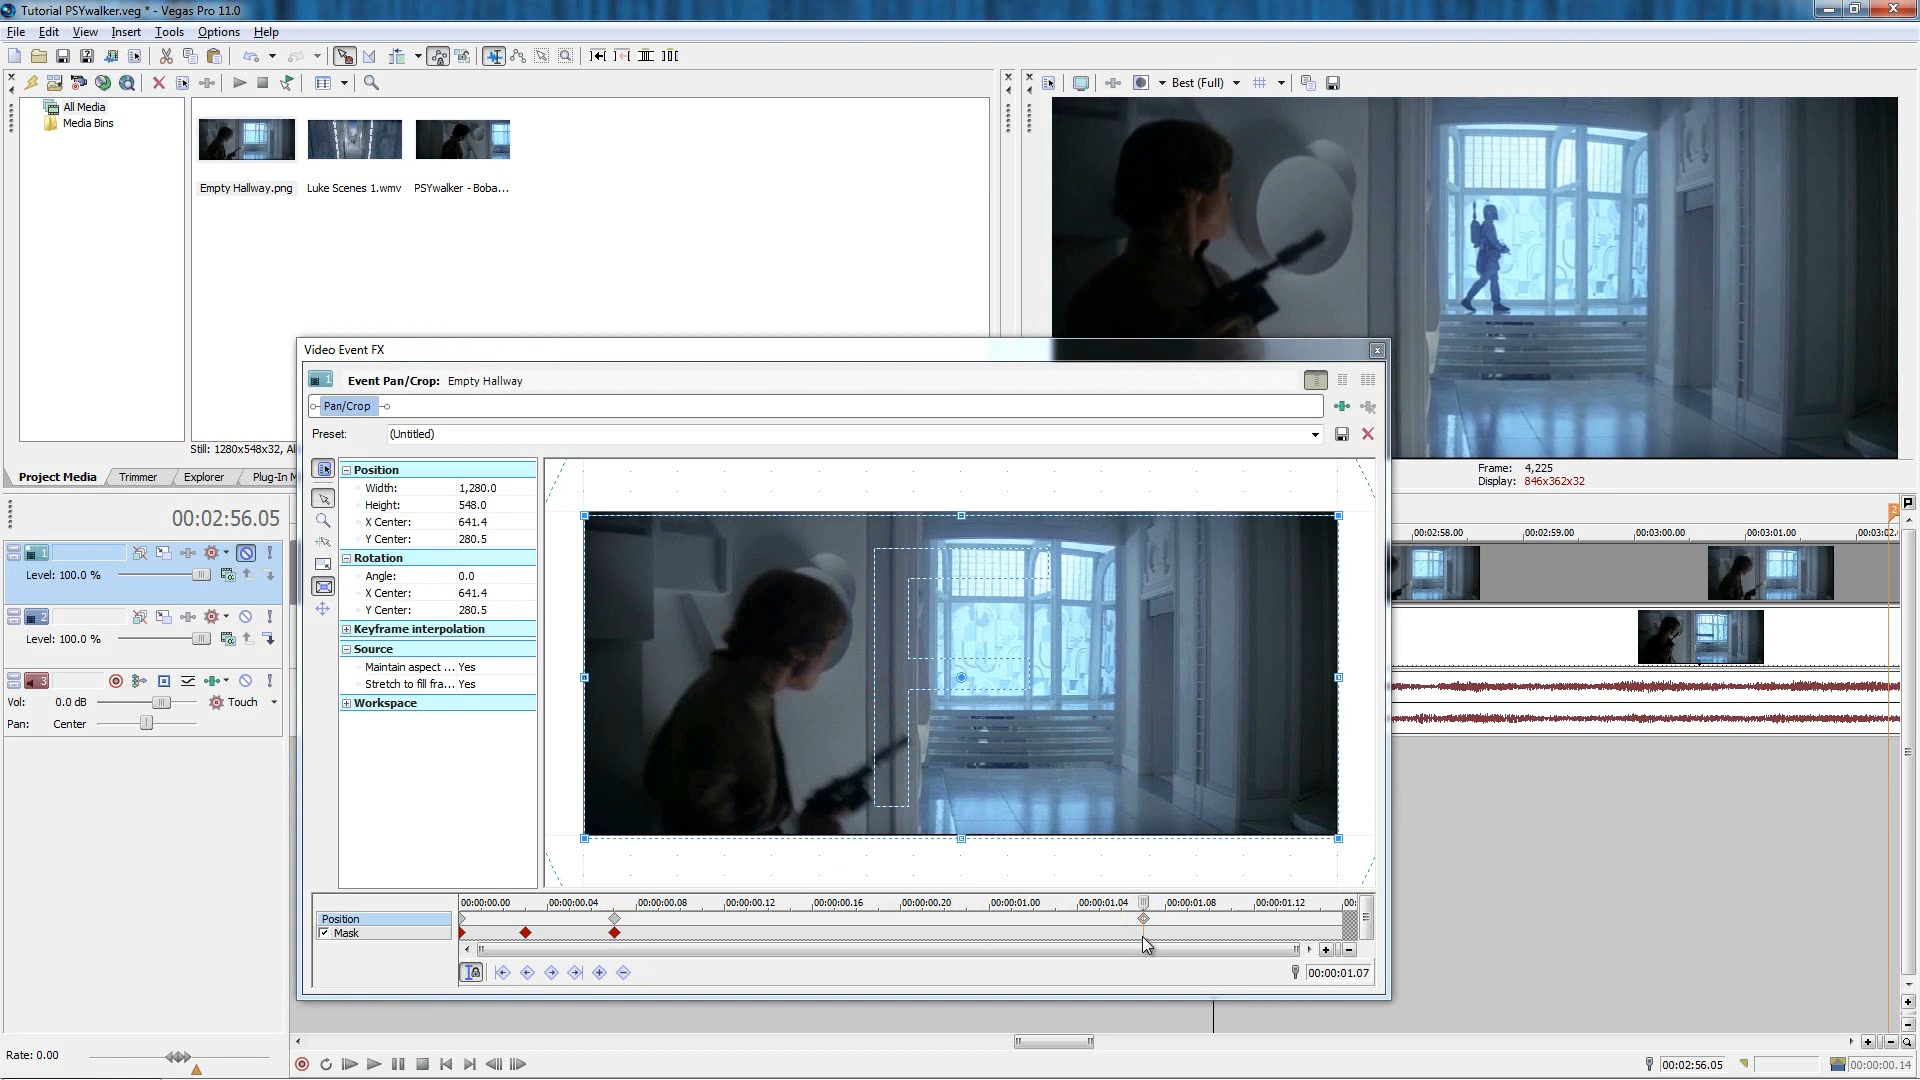 Tutorial PSYwalker.veg * - Vegas Pro 11.0
File Edit View Insert Tools Options Help
Best (Full)
All Media
Media Bins
Empty Hallway.png Luke Scenes 1.wmv PSYwalker - Boba...
Still: 1280x548x32, Al
Project Media Trimmer Explorer Plug-In M
Frame: 4,225
Display: 846x362x32
Video Event FX
1 Event Pan/Crop: Empty Hallway
Pan/Crop
Preset: (Untitled)
Position
Width: 1,280.0
Height: 548.0
X Center: 641.4
Y Center: 280.5
Rotation
Angle: 0.0
X Center: 641.4
Y Center: 280.5
Keyframe interpolation
Source
Maintain aspect ... Yes
Stretch to fill fra... Yes
Workspace
00:00:00.00 00:00:00.04 00:00:00.08 00:00:00.12 00:00:00.16 00:00:00.20 00:00:01.00 00:00:01.04 00:00:01.08 00:00:01.12 00:
Position
Mask
00:00:01.07
00:02:56.05
1
Level: 100.0 %
2
Level: 100.0 %
3
Vol: 0.0 dB Touch
Pan: Center
2
00:02:58.00 00:02:59.00 00:03:00.00 00:03:01.00 00:03:02.
Rate: 0.00
00:02:56.05 00:00:00.14